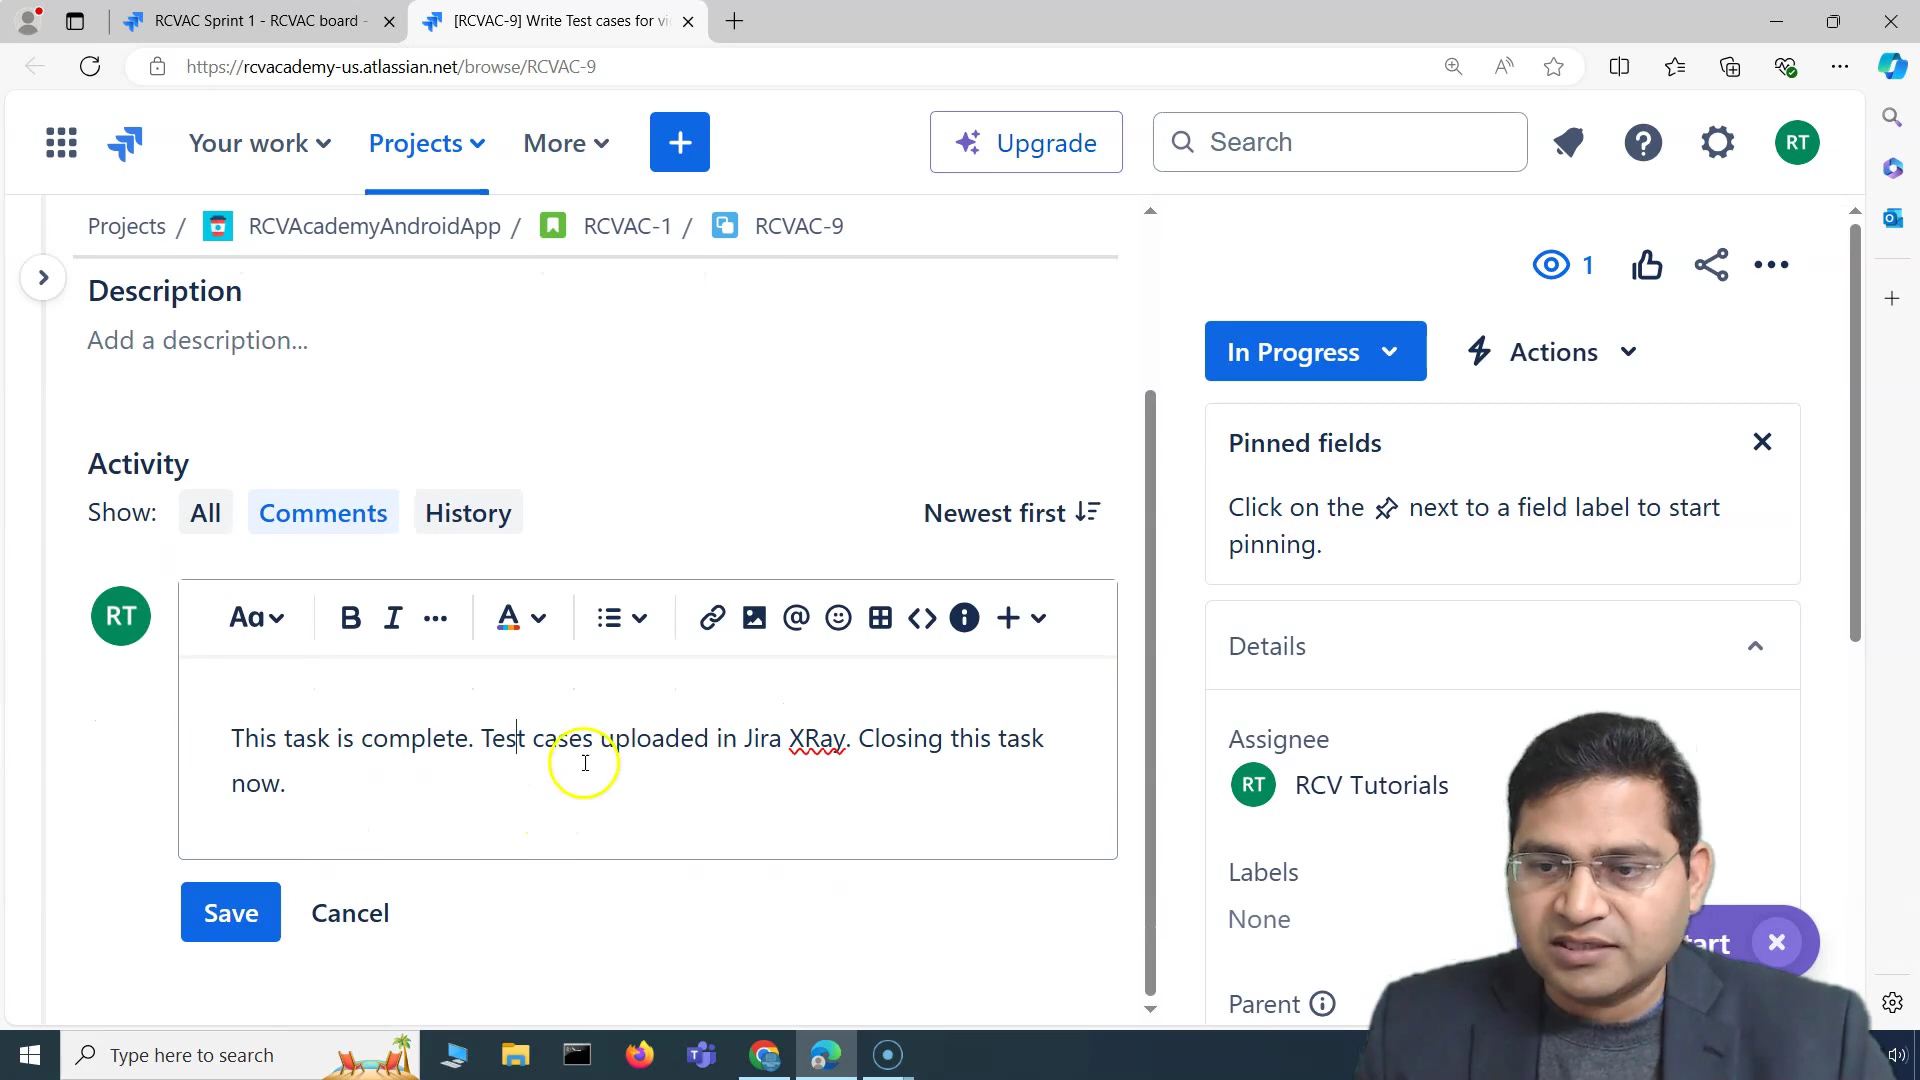 RCVAC Sprint 1 - RCVAC board -
[RCVAC-9] Write Test cases for vi
https://rcvacademy-us.atlassian.net/browse/RCVAC-9
Your work
Projects
More
Upgrade
Search
RT
Projects / RCVAcademyAndroidApp / RCVAC-1 / RCVAC-9
1
Description
Add a description...
In Progress
Actions
Pinned fields
Click on the next to a field label to start
pinning.
Activity
Show: All Comments History
Newest first
RT
Aa B I A
This task is complete. Test cases uploaded in Jira XRay. Closing this task
now.
Save
Cancel
Details
Assignee
RT RCV Tutorials
Labels
None
tart
Parent
Type here to search